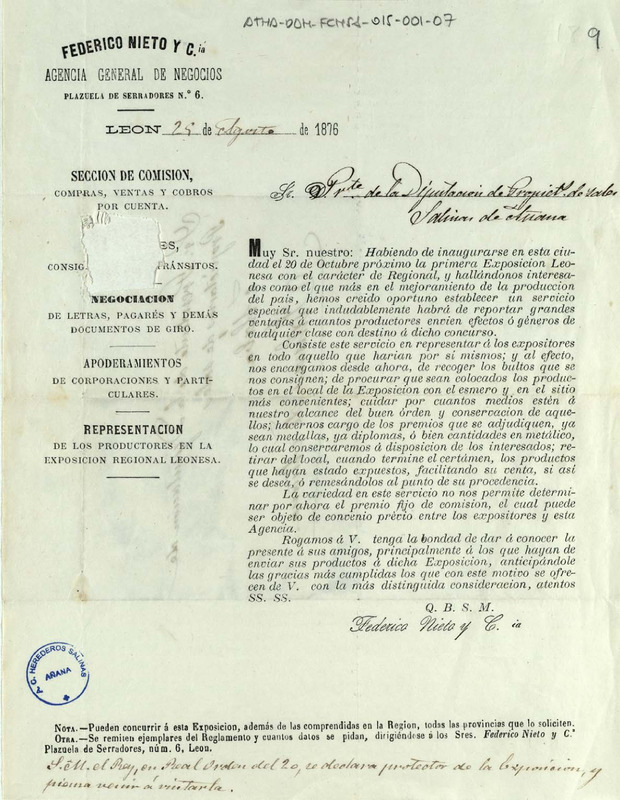 ATHA-DAH-FCMSA-015-001-07
9
FEDERICO NIETO Y C.ia
AGENCIA GENERAL DE NEGOCIOS
PLAZUELA DE SERRADORES N.º 6.
LEON 25 de Agosto de 1876
SECCION DE COMISION,
COMPRAS, VENTAS Y COBROS
POR CUENTA.
ES,
CONSIG TRÁNSITOS.
NEGOCIACION
DE LETRAS, PAGARÉS Y DEMÁS
DOCUMENTOS DE GIRO.
APODERAMIENTOS
DE CORPORACIONES Y PARTI-
CULARES.
REPRESENTACION
DE LOS PRODUCTORES EN LA
EXPOSICION REGIONAL LEONESA.
Sr. Prte. de la Diputacion de Propiets. de
Salinas de Añana
Muy Sr. nuestro: Habiendo de inaugurarse en esta ciu-
dad el 20 de Octubre próximo la primera Exposicion Leo-
nesa con el carácter de Regional, y hallándonos interesa-
dos como el que más en el mejoramiento de la produccion
del país, hemos creido oportuno establecer un servicio
especial que indudablemente habrá de reportar grandes
ventajas á cuantos productores envien efectos ó géneros de
cualquier clase con destino á dicho concurso.
Consiste este servicio en representar á los expositores
en todo aquello que harian por si mismos; y al efecto,
nos encargamos desde ahora, de recoger los bultos que se
nos consignen; de procurar que sean colocados los produc-
tos en el local de la Exposicion con el esmero y en el sitio
más convenientes; cuidar por cuantos medios estén á
nuestro alcance del buen órden y conservacion de aque-
llos; hacernos cargo de los premios que se adjudiquen, ya
sean medallas, ya diplomas, ó bien cantidades en metálico,
lo cual conservaremos á disposicion de los interesados; re-
tirar del local, cuando termine el certámen, los productos
que hayan estado expuestos, facilitando su venta, si asi
se desea, ó remesándolos al punto de su procedencia.
La variedad en este servicio no nos permite determi-
nar por ahora el premio fijo de comision, el cual puede
ser objeto de convenio prévio entre los expositores y esta
Agencia.
Rogamos á V. tenga la bondad de dar á conocer la
presente á sus amigos, principalmente á los que hayan de
enviar sus productos á dicha Exposicion, anticipándole
las gracias más cumplidas los que con este motivo se ofre-
cen de V. con la más distinguida consideracion, atentos
SS. SS.
Q. B. S. M.
Federico Nieto y C.ia
HEREDEROS SALINAS
AÑANA
NOTA.—Pueden concurrir á esta Exposicion, además de las comprendidas en la Region, todas las provincias que lo soliciten.
OTRA.—Se remiten ejemplares del Reglamento y cuantos datos se pidan, dirigiéndose á los Sres. Federico Nieto y C.ª
Plazuela de Serradores, núm. 6, Leon.
S. M. el Rey, en Real Orden del 20, se declara protector de la Exposicion, y
piensa venir á visitarla.